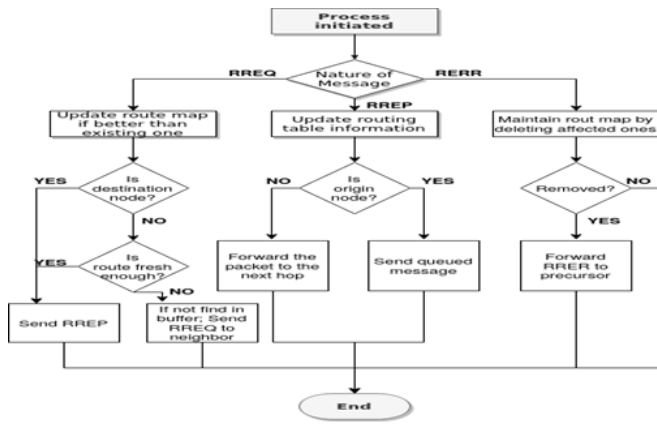 Process
initiated
RREQ
Nature of
Message
RERR
RREP
Update route map
if better than
existing one
Update routing
table information
Maintain rout map by
deleting affected ones
YES
Is
destination
node?
NO
NO
Is
origin
node?
YES
Removed?
NO
YES
YES
Is
route fresh
enough?
NO
Forward the
packet to the
next hop
Send queued
message
Forward
RRER to
precursor
Send RREP
If not find in
buffer; Send
RREQ to
neighbor
End